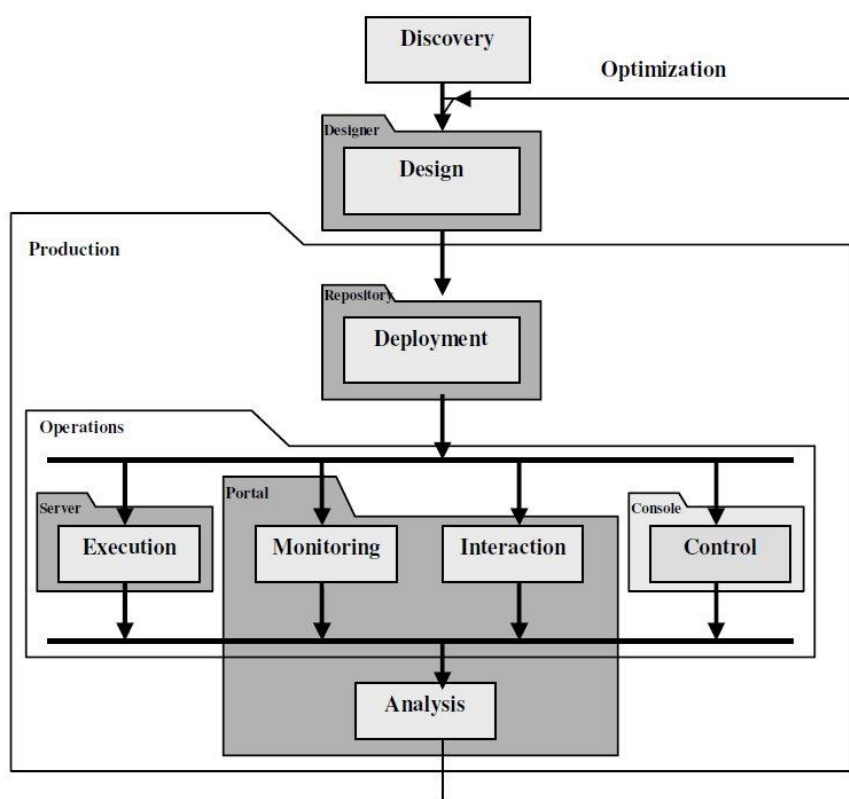 Discovery
Optimization
Designer
Design
Production
Repository
Deployment
Operations
Server
Execution
Portal
Monitoring
Interaction
Console
Control
Analysis